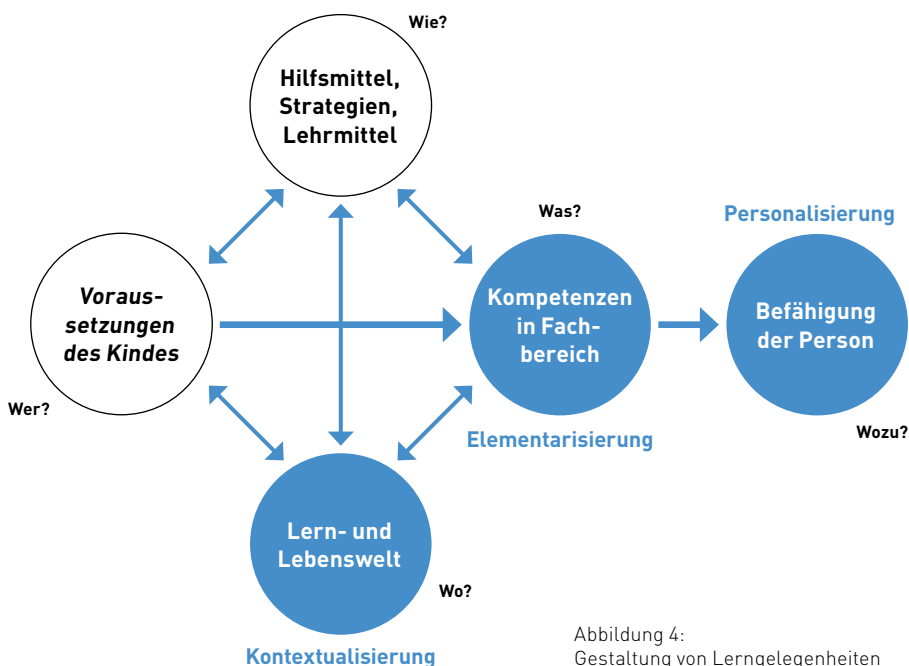 Wie?
Hilfsmittel,
Strategien,
Lehrmittel
Was?
Personalisierung
Voraus-
setzungen
des Kindes
Kompetenzen
in Fach-
bereich
Befähigung
der Person
Wer?
Elementarisierung
Wozu?
Lern- und
Lebenswelt
Wo?
Kontextualisierung
Abbildung 4:
Gestaltung von Lerngelegenheiten